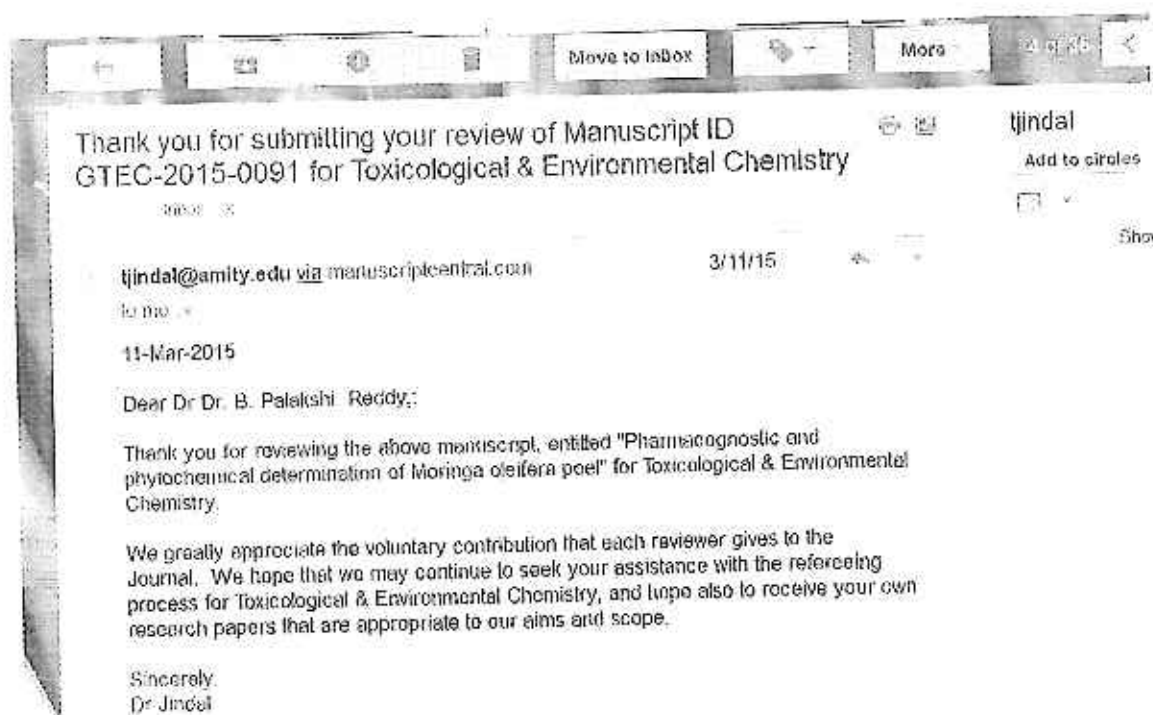 Move to Inbox
More
Thank you for submitting your review of Manuscript ID
GTEC-2015-0091 for Toxicological & Environmental Chemistry
tjindal
Add to circles
Show
tjindal@amity.edu via manuscriptcentral.com
3/11/15
to me
11-Mar-2015
Dear Dr Dr. B. Palakshi Reddy,:
Thank you for reviewing the above manuscript, entitled "Pharmacognostic and
phytochemical determination of Moringa oleifera peel" for Toxicological & Environmental
Chemistry.
We greatly appreciate the voluntary contribution that each reviewer gives to the
Journal. We hope that we may continue to seek your assistance with the refereeing
process for Toxicological & Environmental Chemistry, and hope also to receive your own
research papers that are appropriate to our aims and scope.
Sincerely,
Dr Jindal